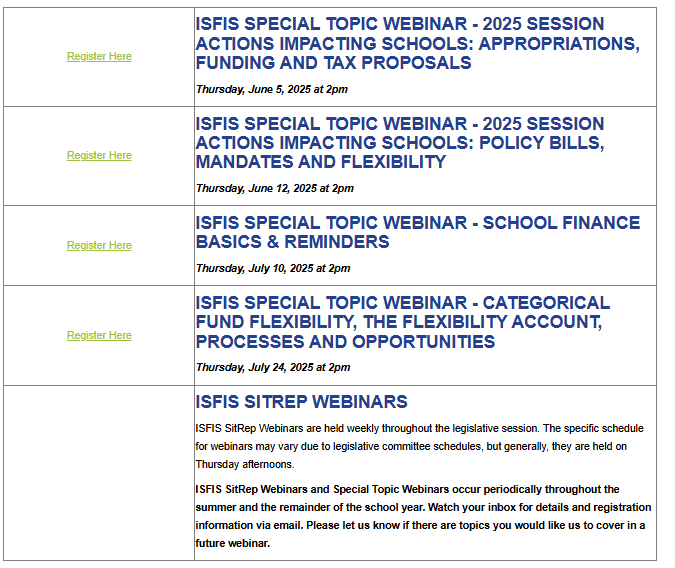 Register Here
ISFIS SPECIAL TOPIC WEBINAR - 2025 SESSION
ACTIONS IMPACTING SCHOOLS: APPROPRIATIONS,
FUNDING AND TAX PROPOSALS
Thursday, June 5, 2025 at 2pm
Register Here
ISFIS SPECIAL TOPIC WEBINAR - 2025 SESSION
ACTIONS IMPACTING SCHOOLS: POLICY BILLS,
MANDATES AND FLEXIBILITY
Thursday, June 12, 2025 at 2pm
Register Here
ISFIS SPECIAL TOPIC WEBINAR - SCHOOL FINANCE
BASICS & REMINDERS
Thursday, July 10, 2025 at 2pm
Register Here
ISFIS SPECIAL TOPIC WEBINAR - CATEGORICAL
FUND FLEXIBILITY, THE FLEXIBILITY ACCOUNT,
PROCESSES AND OPPORTUNITIES
Thursday, July 24, 2025 at 2pm
ISFIS SITREP WEBINARS
ISFIS SitRep Webinars are held weekly throughout the legislative session. The specific schedule
for webinars may vary due to legislative committee schedules, but generally, they are held on
Thursday afternoons.
ISFIS SitRep Webinars and Special Topic Webinars occur periodically throughout the
summer and the remainder of the school year. Watch your inbox for details and registration
information via email. Please let us know if there are topics you would like us to cover in a
future webinar.